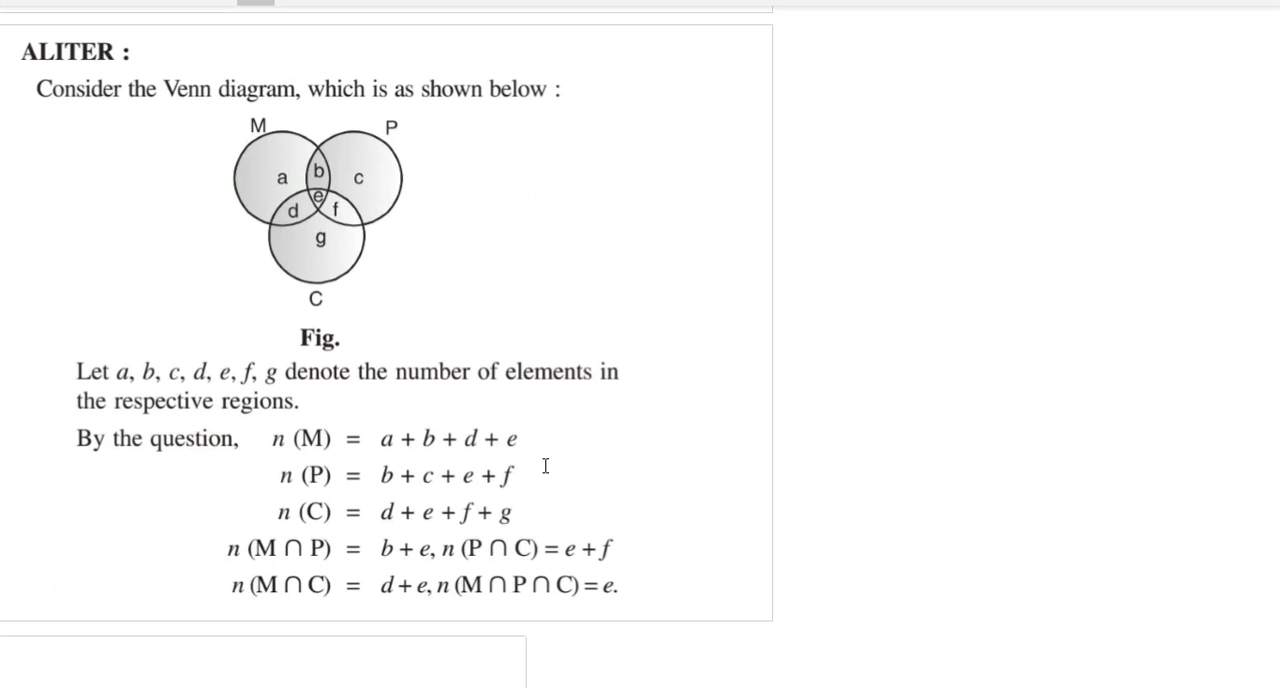 ALITER :
Consider the Venn diagram, which is as shown below :
M
P
a
b
c
e
d
f
g
C
Fig.
Let a, b, c, d, e, f, g denote the number of elements in
the respective regions.
By the question, n (M) = a + b + d + e
n (P) = b + c + e + f
n (C) = d + e + f + g
n (M ∩ P) = b + e, n (P ∩ C) = e + f
n (M ∩ C) = d + e, n (M ∩ P ∩ C) = e.